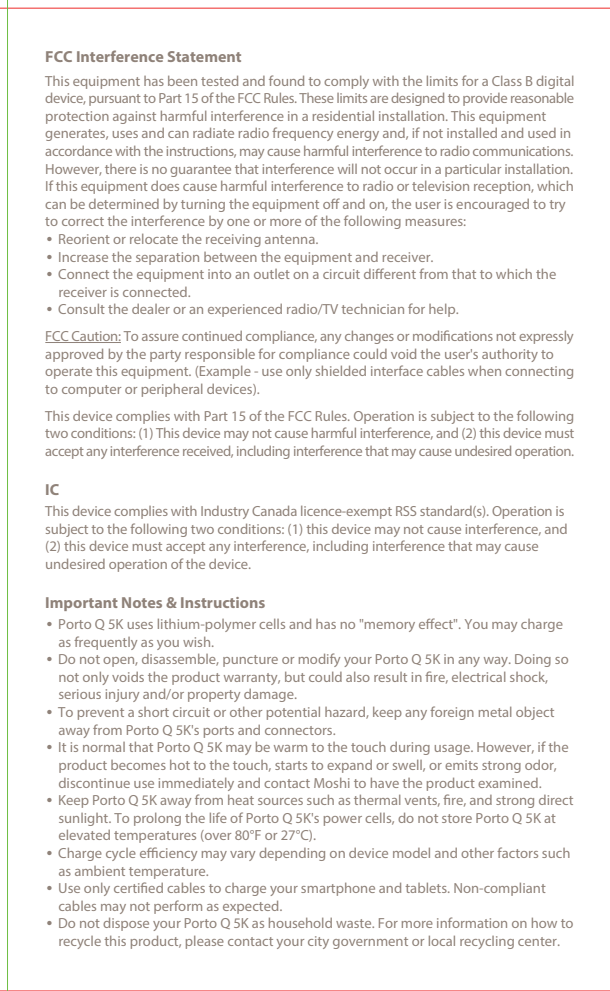 FCC Interference Statement
This equipment has been tested and found to comply with the limits for a Class B digital
device, pursuant to Part 15 of the FCC Rules. These limits are designed to provide reasonable
protection against harmful interference in a residential installation. This equipment
generates, uses and can radiate radio frequency energy and, if not installed and used in
accordance with the instructions, may cause harmful interference to radio communications.
However, there is no guarantee that interference will not occur in a particular installation.
If this equipment does cause harmful interference to radio or television reception, which
can be determined by turning the equipment off and on, the user is encouraged to try
to correct the interference by one or more of the following measures:
• Reorient or relocate the receiving antenna.
• Increase the separation between the equipment and receiver.
• Connect the equipment into an outlet on a circuit different from that to which the
receiver is connected.
• Consult the dealer or an experienced radio/TV technician for help.
FCC Caution: To assure continued compliance, any changes or modifications not expressly
approved by the party responsible for compliance could void the user's authority to
operate this equipment. (Example - use only shielded interface cables when connecting
to computer or peripheral devices).
This device complies with Part 15 of the FCC Rules. Operation is subject to the following
two conditions: (1) This device may not cause harmful interference, and (2) this device must
accept any interference received, including interference that may cause undesired operation.
IC
This device complies with Industry Canada licence-exempt RSS standard(s). Operation is
subject to the following two conditions: (1) this device may not cause interference, and
(2) this device must accept any interference, including interference that may cause
undesired operation of the device.
Important Notes & Instructions
• Porto Q 5K uses lithium-polymer cells and has no "memory effect". You may charge
as frequently as you wish.
• Do not open, disassemble, puncture or modify your Porto Q 5K in any way. Doing so
not only voids the product warranty, but could also result in fire, electrical shock,
serious injury and/or property damage.
• To prevent a short circuit or other potential hazard, keep any foreign metal object
away from Porto Q 5K's ports and connectors.
• It is normal that Porto Q 5K may be warm to the touch during usage. However, if the
product becomes hot to the touch, starts to expand or swell, or emits strong odor,
discontinue use immediately and contact Moshi to have the product examined.
• Keep Porto Q 5K away from heat sources such as thermal vents, fire, and strong direct
sunlight. To prolong the life of Porto Q 5K's power cells, do not store Porto Q 5K at
elevated temperatures (over 80°F or 27°C).
• Charge cycle efficiency may vary depending on device model and other factors such
as ambient temperature.
• Use only certified cables to charge your smartphone and tablets. Non-compliant
cables may not perform as expected.
• Do not dispose your Porto Q 5K as household waste. For more information on how to
recycle this product, please contact your city government or local recycling center.